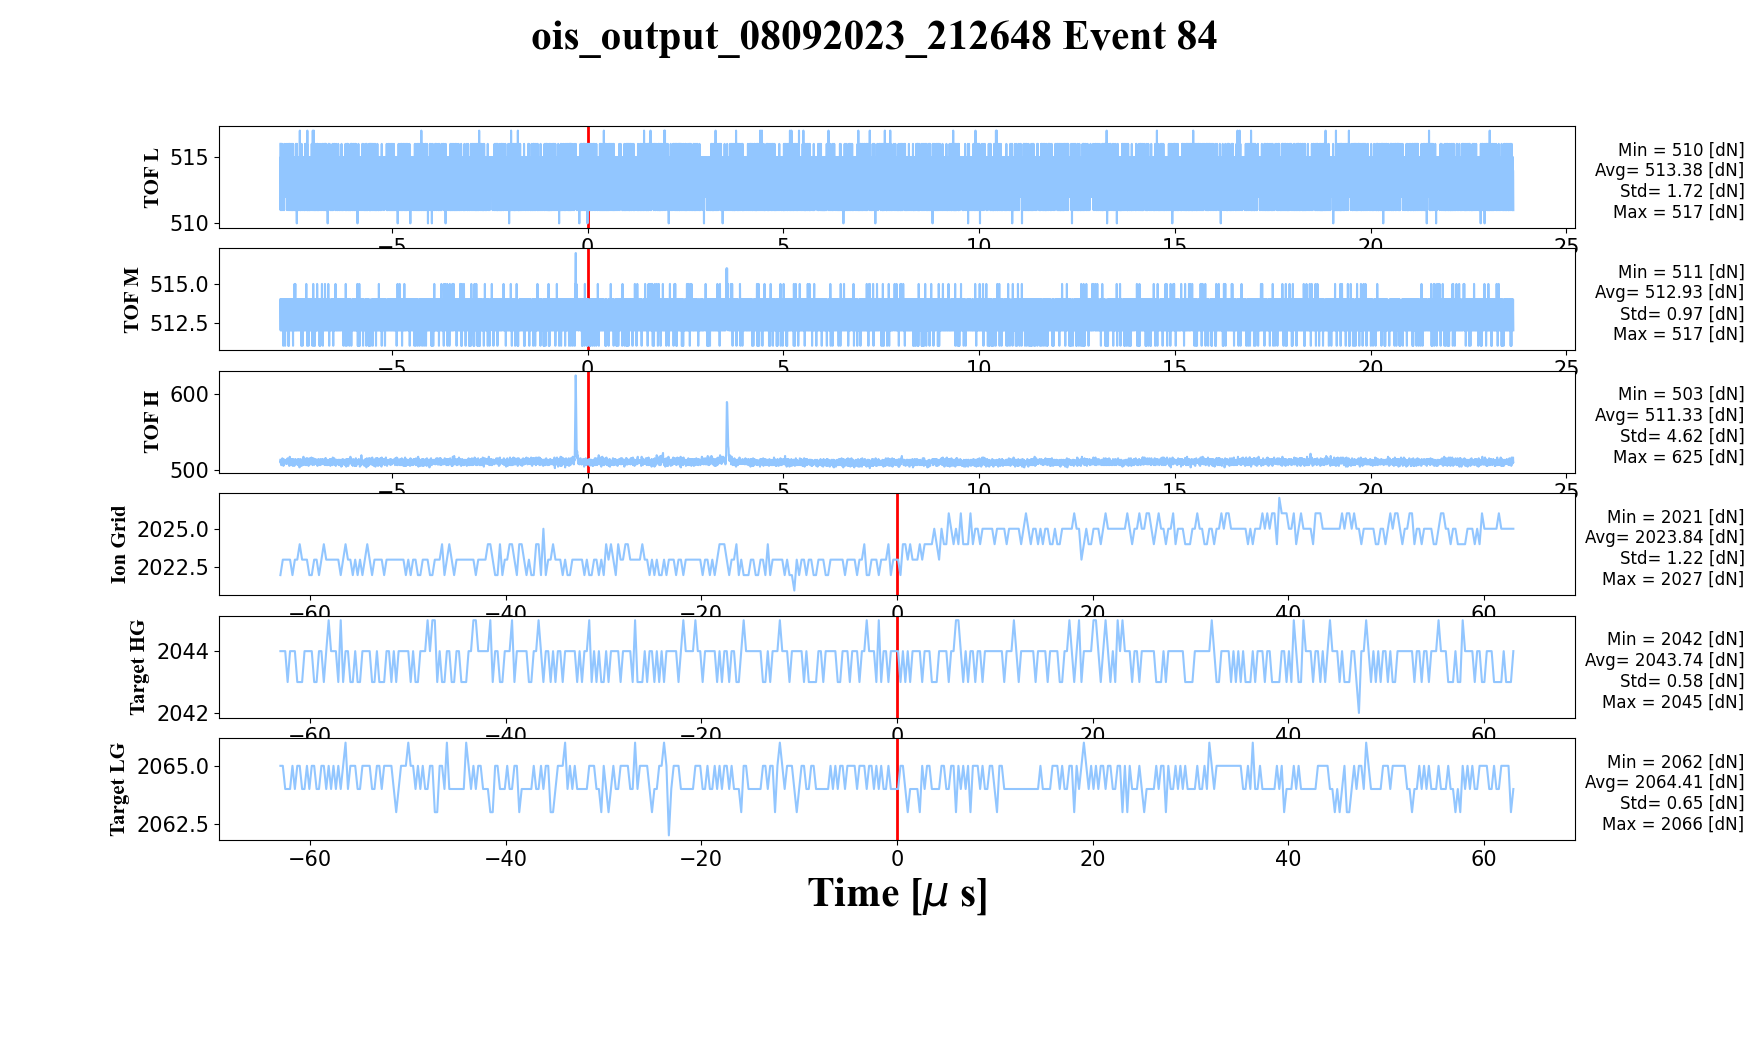 ois_output_08092023_212648 Event 84
TOF L
515
510
−5
0
5
10
15
20
25
Min = 510 [dN]
Avg= 513.38 [dN]
Std= 1.72 [dN]
Max = 517 [dN]
TOF M
515.0
512.5
−5
0
5
10
15
20
25
Min = 511 [dN]
Avg= 512.93 [dN]
Std= 0.97 [dN]
Max = 517 [dN]
TOF H
600
500
−5
0
5
10
15
20
25
Min = 503 [dN]
Avg= 511.33 [dN]
Std= 4.62 [dN]
Max = 625 [dN]
Ion Grid
2025.0
2022.5
−60
−40
−20
0
20
40
60
Min = 2021 [dN]
Avg= 2023.84 [dN]
Std= 1.22 [dN]
Max = 2027 [dN]
Target HG
2044
2042
−60
−40
−20
0
20
40
60
Min = 2042 [dN]
Avg= 2043.74 [dN]
Std= 0.58 [dN]
Max = 2045 [dN]
Target LG
2065.0
2062.5
−60
−40
−20
0
20
40
60
Min = 2062 [dN]
Avg= 2064.41 [dN]
Std= 0.65 [dN]
Max = 2066 [dN]
Time [μ s]